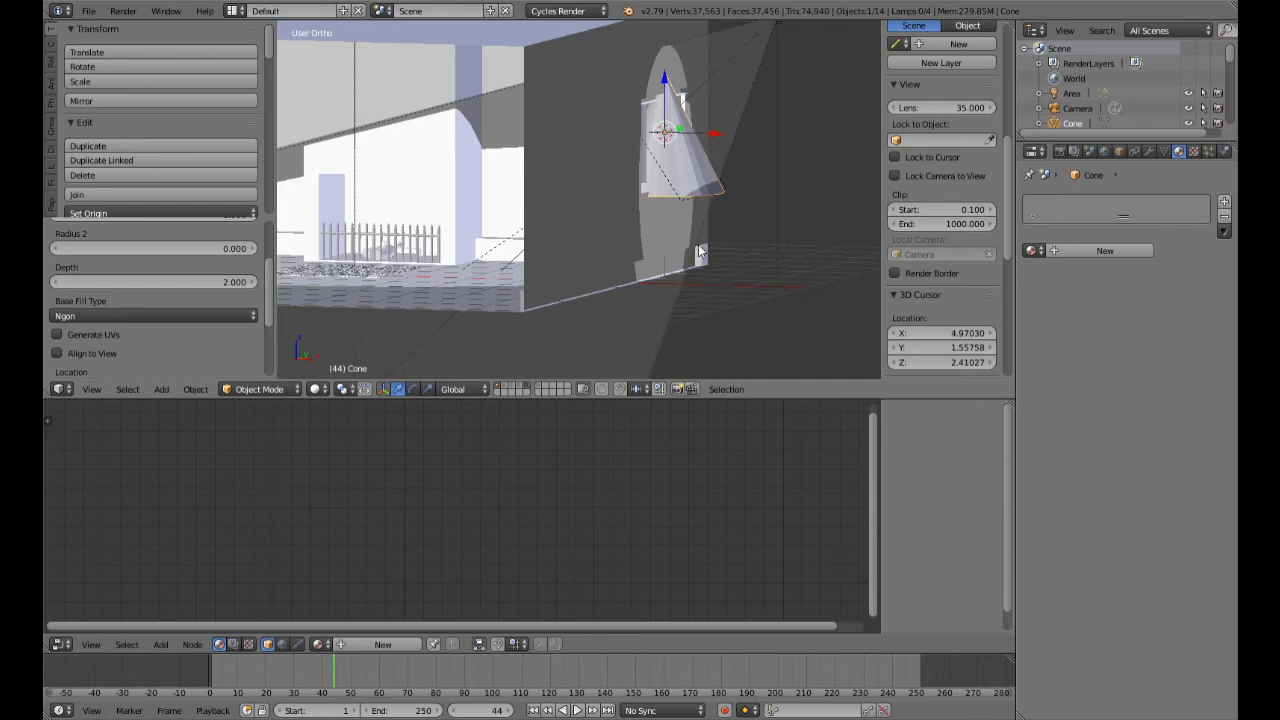 File Render Window Help Default Scene Cycles Render v2.79 | Verts:37,563 | Faces:37,456 | Tris:74,940 | Objects:1/14 | Lamps:0/4 | Mem:279.85M | Cone
Transform
Translate
Rotate
Scale
Mirror
Edit
Duplicate
Duplicate Linked
Delete
Join
Set Origin
Radius 2
0.000
Depth
2.000
Base Fill Type
Ngon
Generate UVs
Align to View
Location
User Ortho
(44) Cone
Scene Object
New
New Layer
View
Lens: 35.000
Lock to Object:
Lock to Cursor
Lock Camera to View
Clip:
Start: 0.100
End: 1000.000
Local Camera:
Camera
Render Border
3D Cursor
Location:
X: 4.97030
Y: 1.55758
Z: 2.41027
View Search All Scenes
Scene
RenderLayers
World
Area
Camera
Cone
Cone
New
View Select Add Object Object Mode Global Selection
View Select Add Node New
-50 -40 -30 -20 -10 0 10 20 30 40 50 60 70 80 90 100 110 120 130 140 150 160 170 180 190 200 210 220 230 240 250 260 270 280
View Marker Frame Playback Start: 1 End: 250 44 No Sync